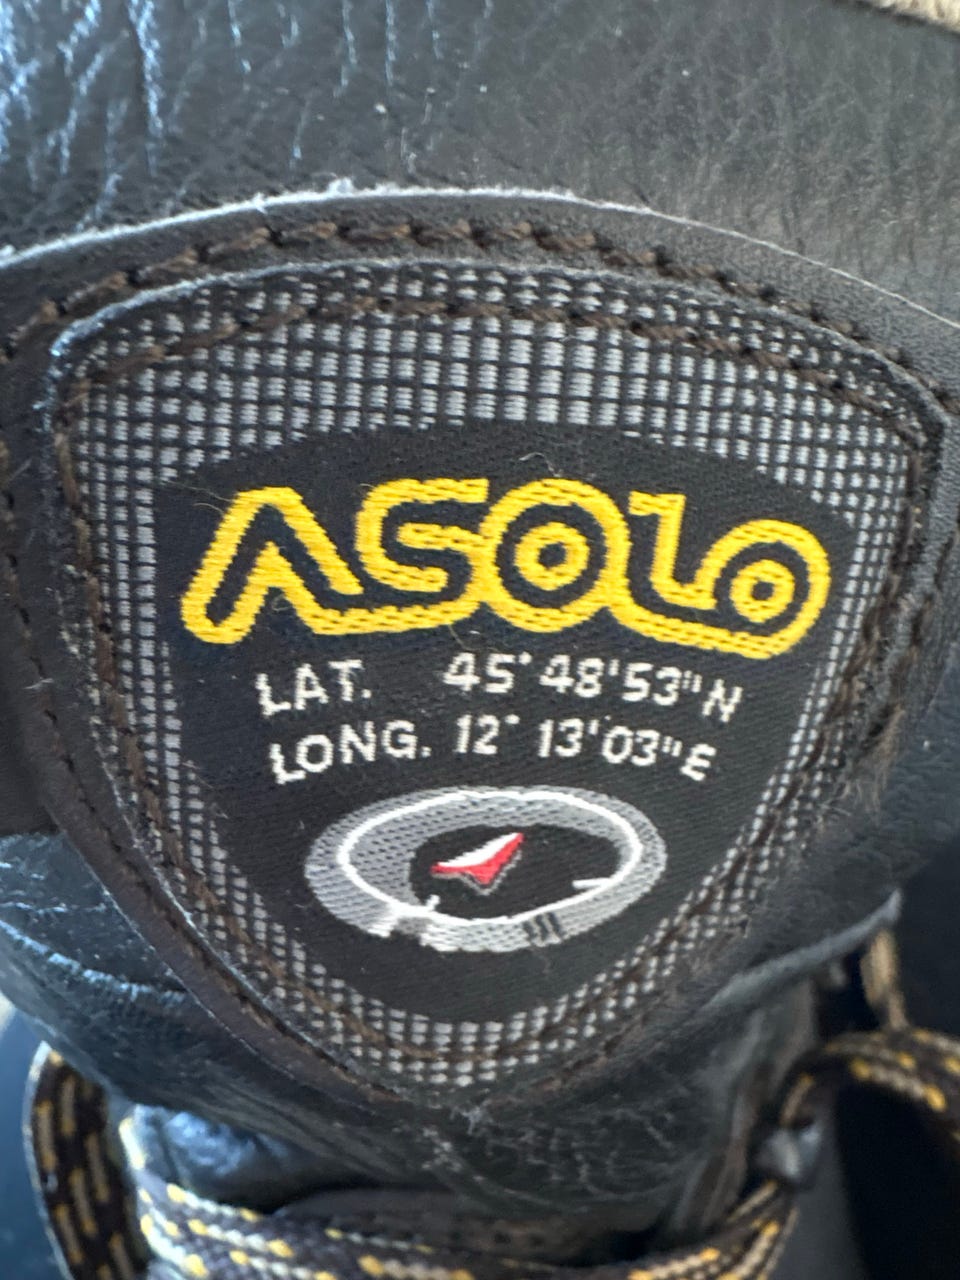 ASOLO
LAT. 45° 48'53"N
LONG. 12° 13'03"E